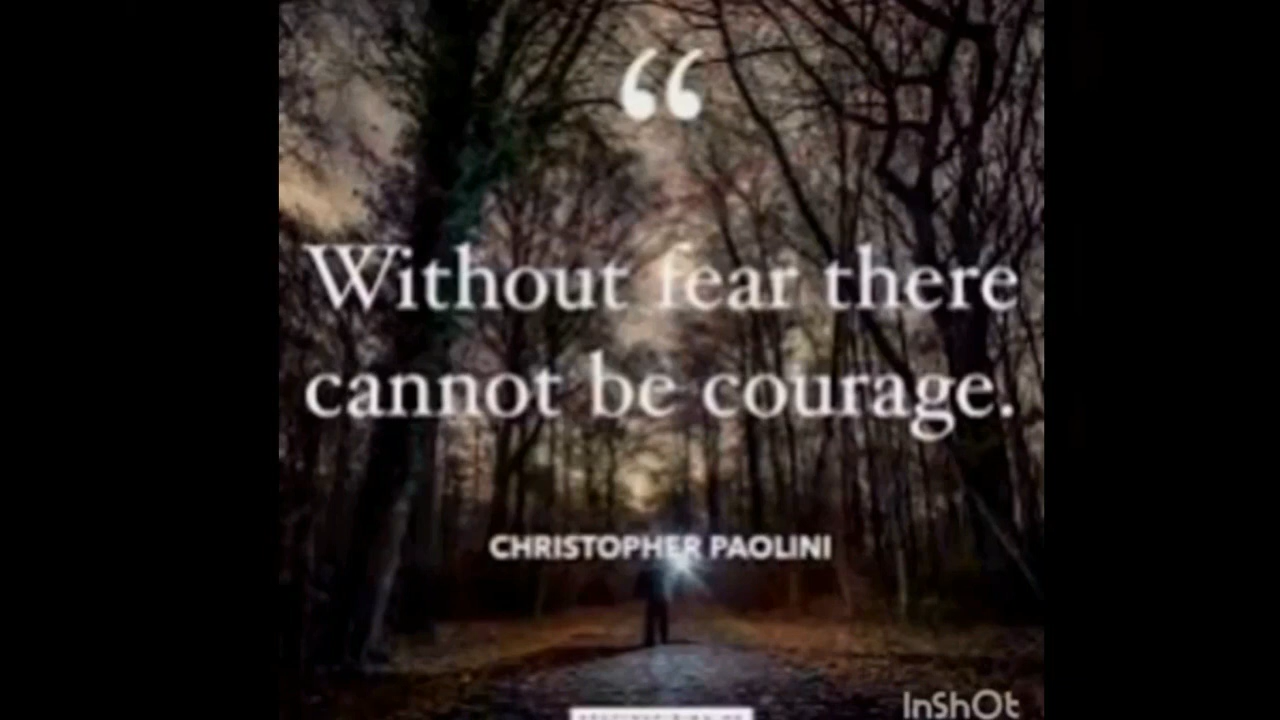 “
Without fear there
cannot be courage.
CHRISTOPHER PAOLINI
InShOt